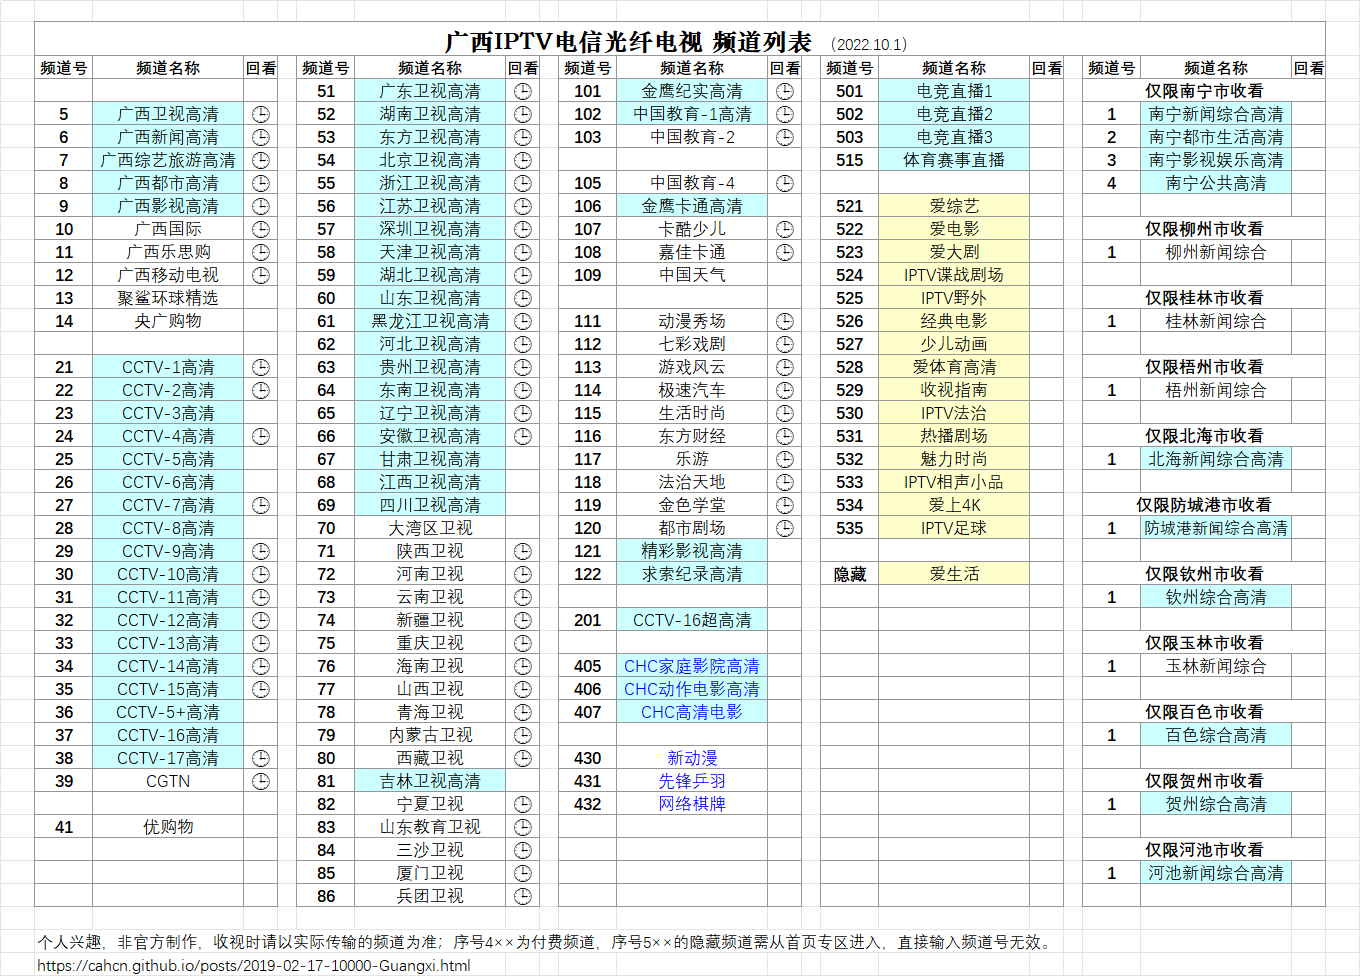 广西IPTV电信光纤电视 频道列表 （2022.10.1）
频道号 频道名称 回看 频道号 频道名称 回看 频道号 频道名称 回看 频道号 频道名称 回看 频道号 频道名称 回看
51 广东卫视高清 101 金鹰纪实高清 501 电竞直播1 仅限南宁市收看
5 广西卫视高清 52 湖南卫视高清 102 中国教育-1高清 502 电竞直播2 1 南宁新闻综合高清
6 广西新闻高清 53 东方卫视高清 103 中国教育-2 503 电竞直播3 2 南宁都市生活高清
7 广西综艺旅游高清 54 北京卫视高清 515 体育赛事直播 3 南宁影视娱乐高清
8 广西都市高清 55 浙江卫视高清 105 中国教育-4 4 南宁公共高清
9 广西影视高清 56 江苏卫视高清 106 金鹰卡通高清 521 爱综艺
10 广西国际 57 深圳卫视高清 107 卡酷少儿 522 爱电影 仅限柳州市收看
11 广西乐思购 58 天津卫视高清 108 嘉佳卡通 523 爱大剧 1 柳州新闻综合
12 广西移动电视 59 湖北卫视高清 109 中国天气 524 IPTV谍战剧场
13 聚鲨环球精选 60 山东卫视高清 525 IPTV野外 仅限桂林市收看
14 央广购物 61 黑龙江卫视高清 111 动漫秀场 526 经典电影 1 桂林新闻综合
62 河北卫视高清 112 七彩戏剧 527 少儿动画
21 CCTV-1高清 63 贵州卫视高清 113 游戏风云 528 爱体育高清 仅限梧州市收看
22 CCTV-2高清 64 东南卫视高清 114 极速汽车 529 收视指南 1 梧州新闻综合
23 CCTV-3高清 65 辽宁卫视高清 115 生活时尚 530 IPTV法治
24 CCTV-4高清 66 安徽卫视高清 116 东方财经 531 热播剧场 仅限北海市收看
25 CCTV-5高清 67 甘肃卫视高清 117 乐游 532 魅力时尚 1 北海新闻综合高清
26 CCTV-6高清 68 江西卫视高清 118 法治天地 533 IPTV相声小品
27 CCTV-7高清 69 四川卫视高清 119 金色学堂 534 爱上4K 仅限防城港市收看
28 CCTV-8高清 70 大湾区卫视 120 都市剧场 535 IPTV足球 1 防城港新闻综合高清
29 CCTV-9高清 71 陕西卫视 121 精彩影视高清
30 CCTV-10高清 72 河南卫视 122 求索纪录高清 隐藏 爱生活 仅限钦州市收看
31 CCTV-11高清 73 云南卫视 1 钦州综合高清
32 CCTV-12高清 74 新疆卫视 201 CCTV-16超高清
33 CCTV-13高清 75 重庆卫视 仅限玉林市收看
34 CCTV-14高清 76 海南卫视 405 CHC家庭影院高清 1 玉林新闻综合
35 CCTV-15高清 77 山西卫视 406 CHC动作电影高清
36 CCTV-5+高清 78 青海卫视 407 CHC高清电影 仅限百色市收看
37 CCTV-16高清 79 内蒙古卫视 1 百色综合高清
38 CCTV-17高清 80 西藏卫视 430 新动漫
39 CGTN 81 吉林卫视高清 431 先锋乒羽 仅限贺州市收看
82 宁夏卫视 432 网络棋牌 1 贺州综合高清
41 优购物 83 山东教育卫视
84 三沙卫视 仅限河池市收看
85 厦门卫视 1 河池新闻综合高清
86 兵团卫视
个人兴趣，非官方制作，收视时请以实际传输的频道为准；序号4××为付费频道，序号5××的隐藏频道需从首页专区进入，直接输入频道号无效。
https://cahcn.github.io/posts/2019-02-17-10000-Guangxi.html